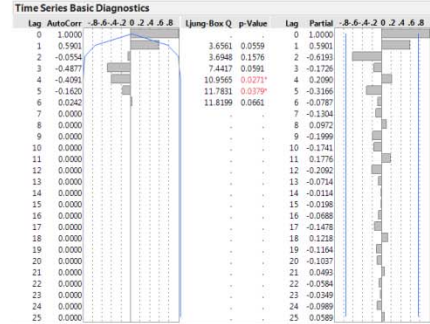 Time Series Basic Diagnostics
Lag AutoCorr -.8-.6-.4-.2 0 .2 .4 .6 .8 Ljung-Box Q p-Value Lag Partial -.8-.6-.4-.2 0 .2 .4 .6 .8
0 1.0000 . . 0 1.0000
1 0.5901 3.6561 0.0559 1 0.5901
2 -0.0554 3.6948 0.1576 2 -0.6193
3 -0.4877 7.4417 0.0591 3 -0.1726
4 -0.4091 10.9565 0.0271* 4 0.2090
5 -0.1620 11.7831 0.0379* 5 -0.3166
6 0.0242 11.8199 0.0661 6 -0.0787
7 0.0000 . . 7 -0.1304
8 0.0000 . . 8 0.0972
9 0.0000 . . 9 -0.1999
10 0.0000 . . 10 -0.1741
11 0.0000 . . 11 0.1776
12 0.0000 . . 12 -0.2092
13 0.0000 . . 13 -0.0714
14 0.0000 . . 14 -0.0114
15 0.0000 . . 15 -0.0198
16 0.0000 . . 16 -0.0688
17 0.0000 . . 17 -0.1478
18 0.0000 . . 18 0.1218
19 0.0000 . . 19 -0.1164
20 0.0000 . . 20 -0.1037
21 0.0000 . . 21 0.0493
22 0.0000 . . 22 -0.0584
23 0.0000 . . 23 -0.0349
24 0.0000 . . 24 -0.0989
25 0.0000 . . 25 0.0589